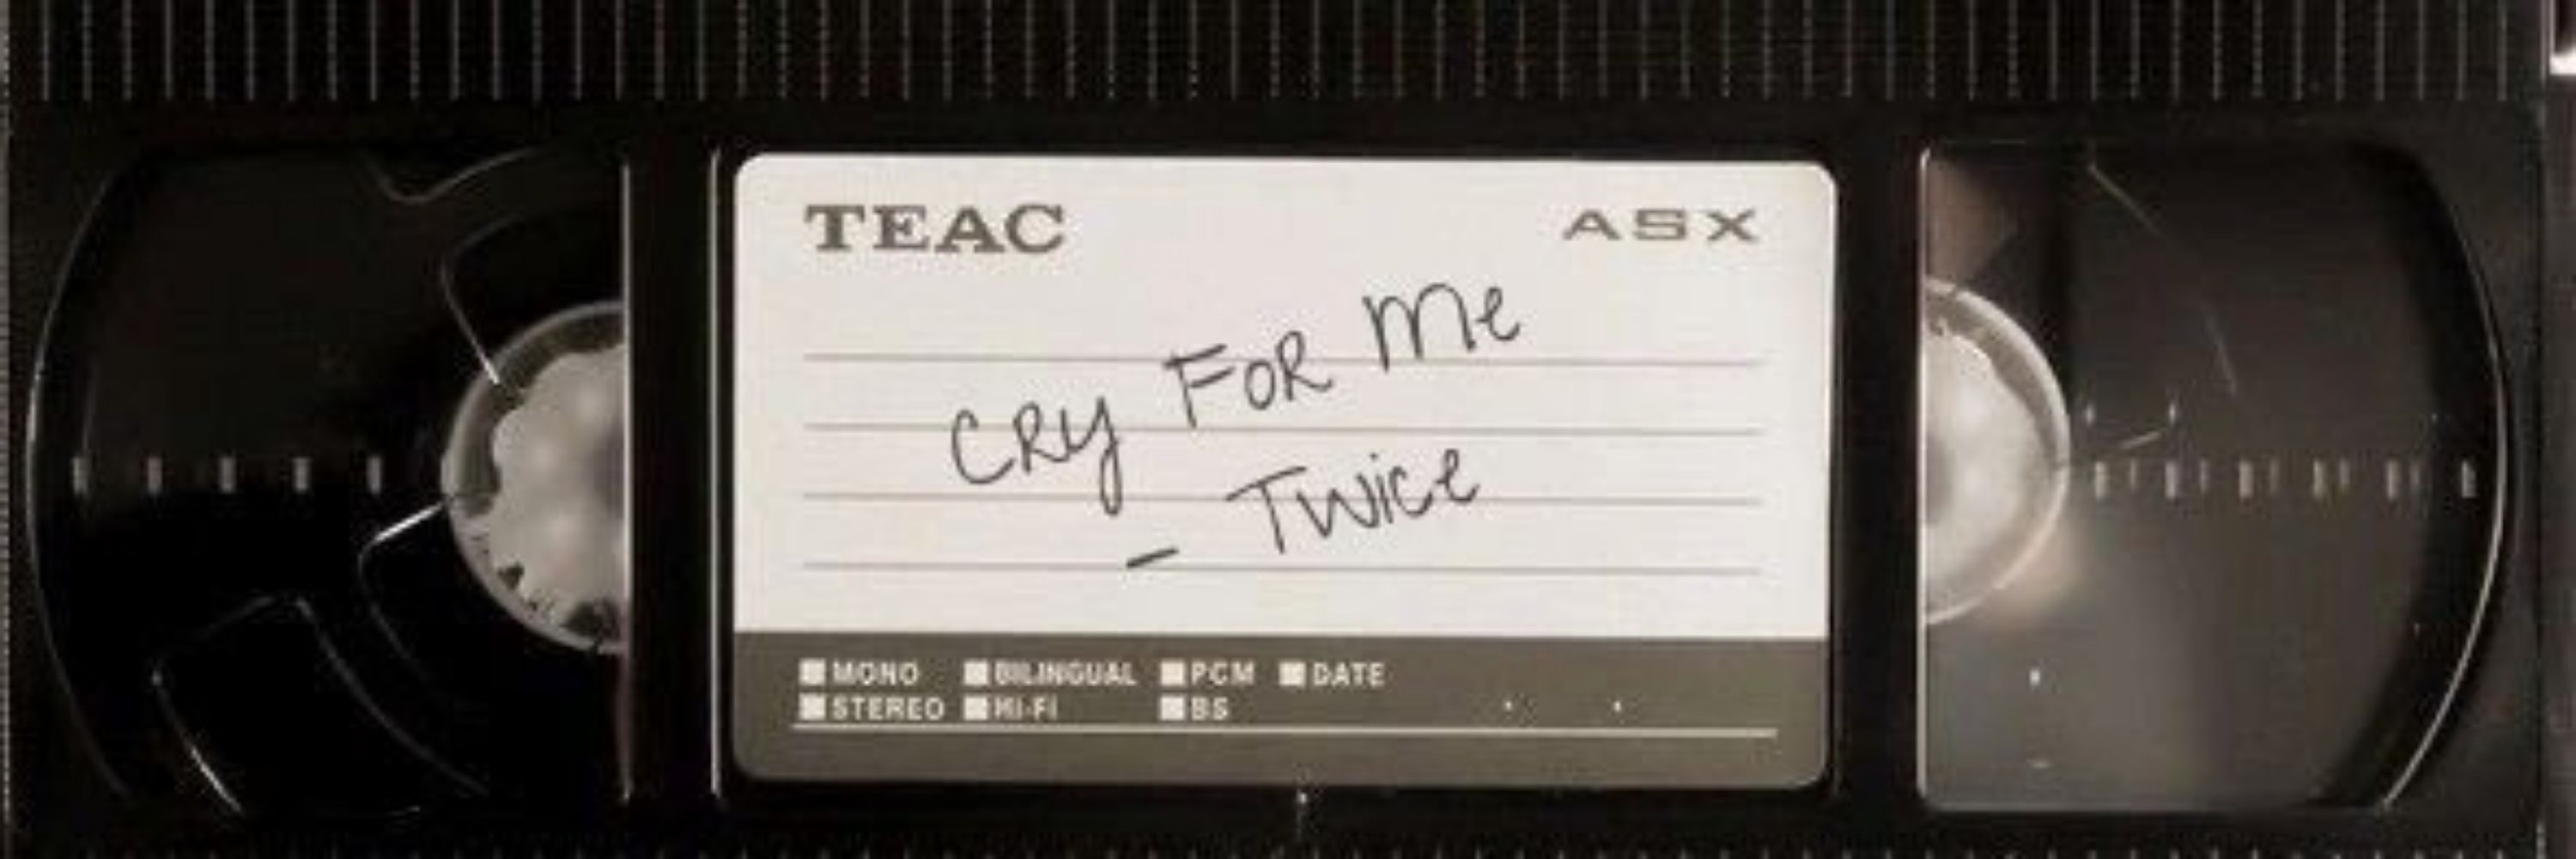 TEAC ASX
CRY FOR Me
- Twice
MONO BILINGUAL PCM DATE
STEREO Hi-Fi BS